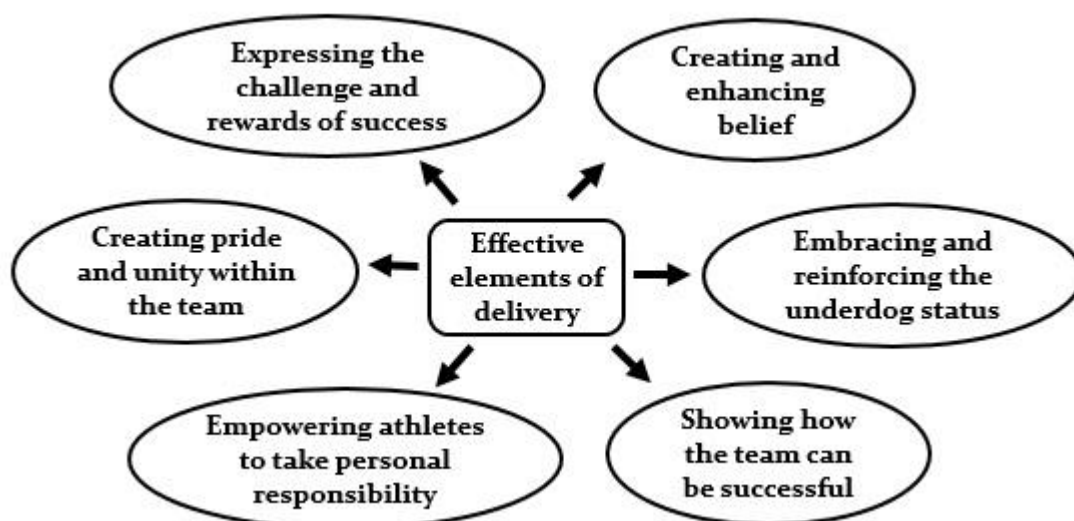 Expressing the
challenge and
rewards of success
Creating and
enhancing
belief
Creating pride
and unity within
the team
Effective
elements of
delivery
Embracing and
reinforcing the
underdog status
Empowering athletes
to take personal
responsibility
Showing how
the team can
be successful